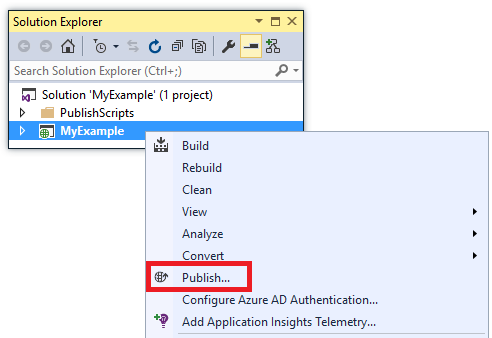 Solution Explorer
Search Solution Explorer (Ctrl+;)
Solution 'MyExample' (1 project)
PublishScripts
MyExample
Build
Rebuild
Clean
View
Analyze
Convert
Publish...
Configure Azure AD Authentication...
Add Application Insights Telemetry...